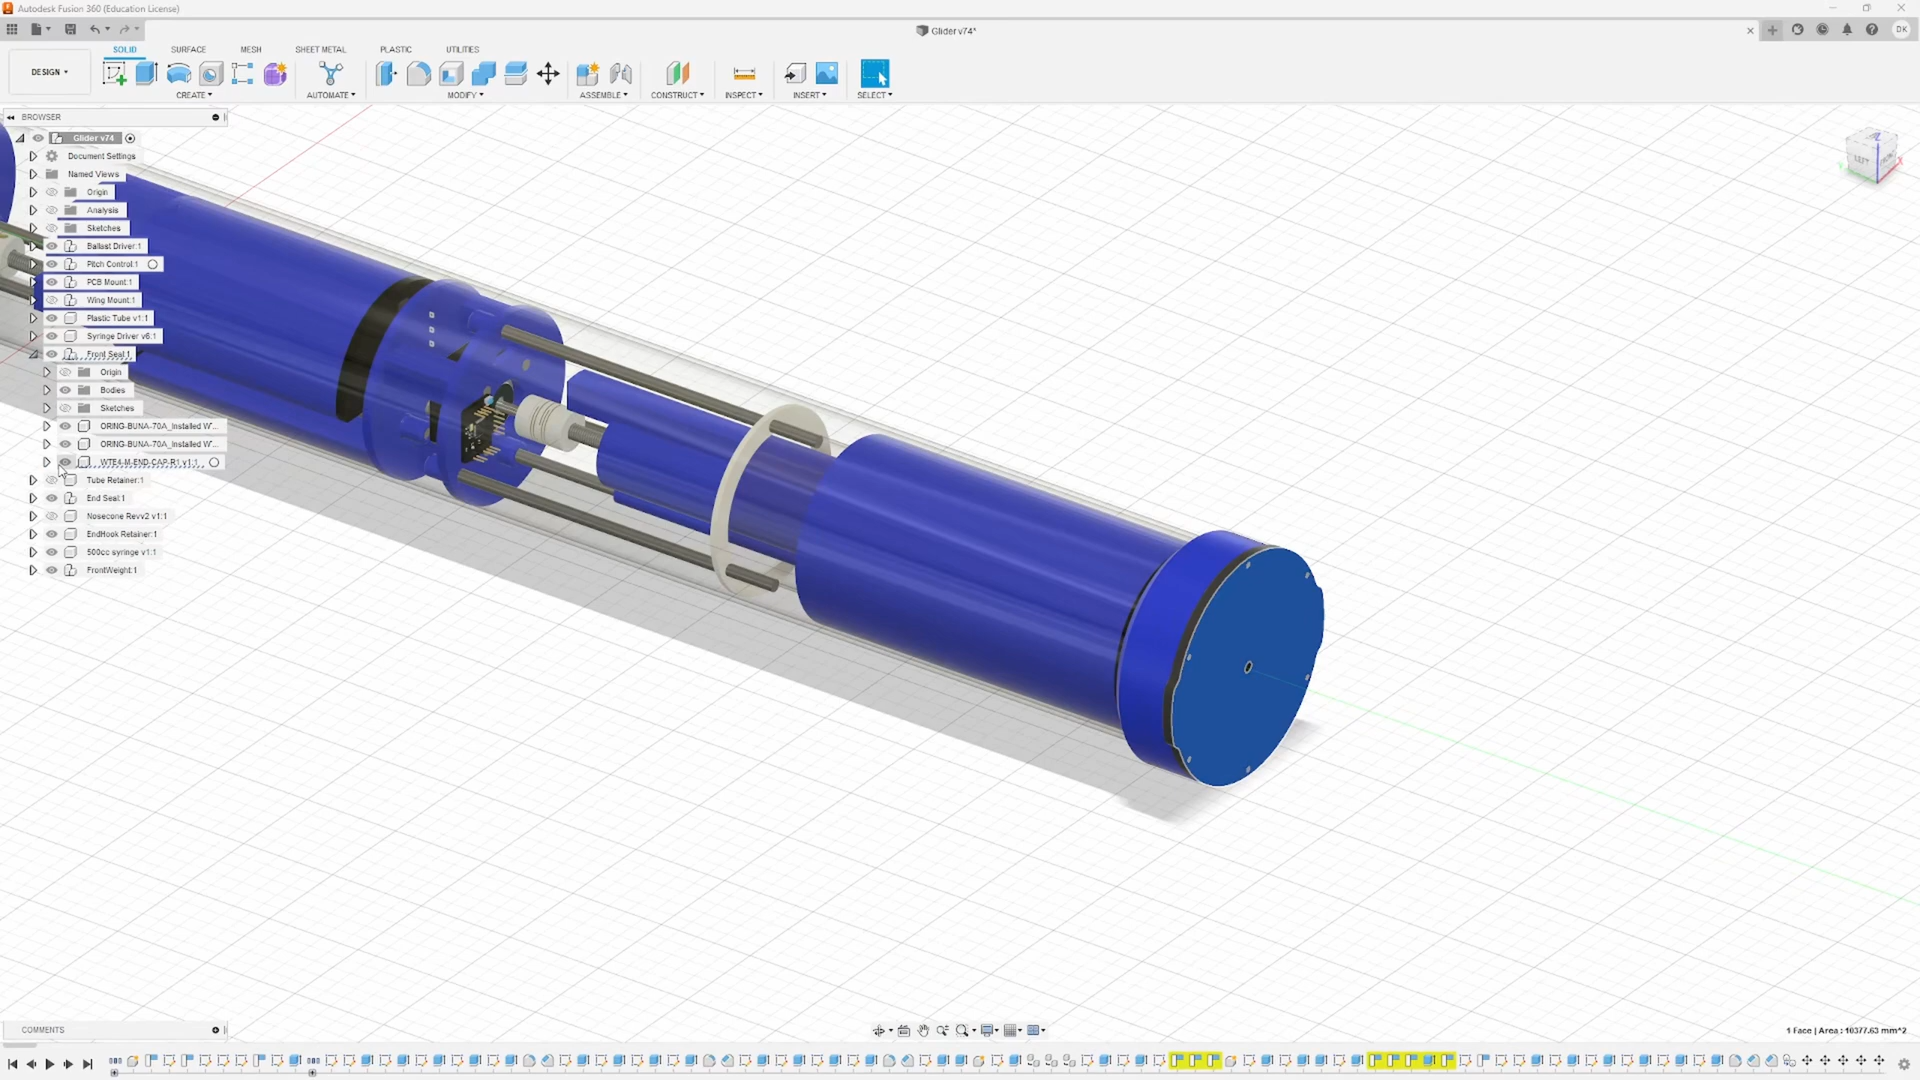 Autodesk Fusion 360 (Education License)
Glider v74*
DK
DESIGN
SOLID
SURFACE
MESH
SHEET METAL
PLASTIC
UTILITIES
CREATE
AUTOMATE
MODIFY
ASSEMBLE
CONSTRUCT
INSPECT
INSERT
SELECT
BROWSER
Glider v74
Document Settings
Named Views
Origin
Analysis
Sketches
Ballast Driver:1
Pitch Control:1
PCB Mount:1
Wing Mount:1
Plastic Tube v1:1
Syringe Driver v6:1
Front Seal:1
Origin
Bodies
Sketches
ORING-BUNA-70A_Installed W...
ORING-BUNA-70A_Installed W...
WTE4-M-END-CAP-R1 v1:1
Tube Retainer:1
End Seal:1
Nosecone Revv2 v1:1
EndHook Retainer:1
500cc syringe v1:1
FrontWeight:1
LEFT
Z
X
COMMENTS
1 Face | Area : 10377.63 mm^2